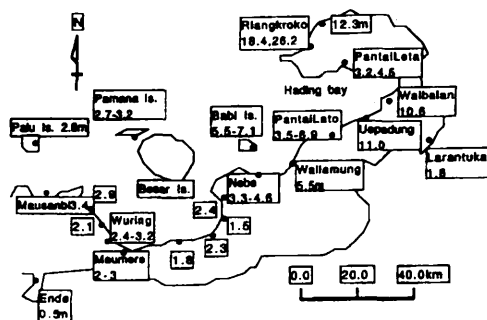 N
Riangkroko
18.4,26.2
12.3m
PantaiLeta
3.2,4.5
Hading bay
Pamana Is.
2.7-3.2
Babi Is.
5.5-7.1
PantaiLato
3.5-6.9
Waibalan
10.6
Palu Is. 2.8m
Uepadung
11.0
Larantuka
1.8
Besar Is.
Nebe
3.3-4.6
Wailamung
5.5m
Mausanbi3.4
2.9
2.4
1.5
2.1
Wuring
2.4-3.2
2.3
1.8
Maumere
2-3
Ende
0.5m
0.0
20.0
40.0km